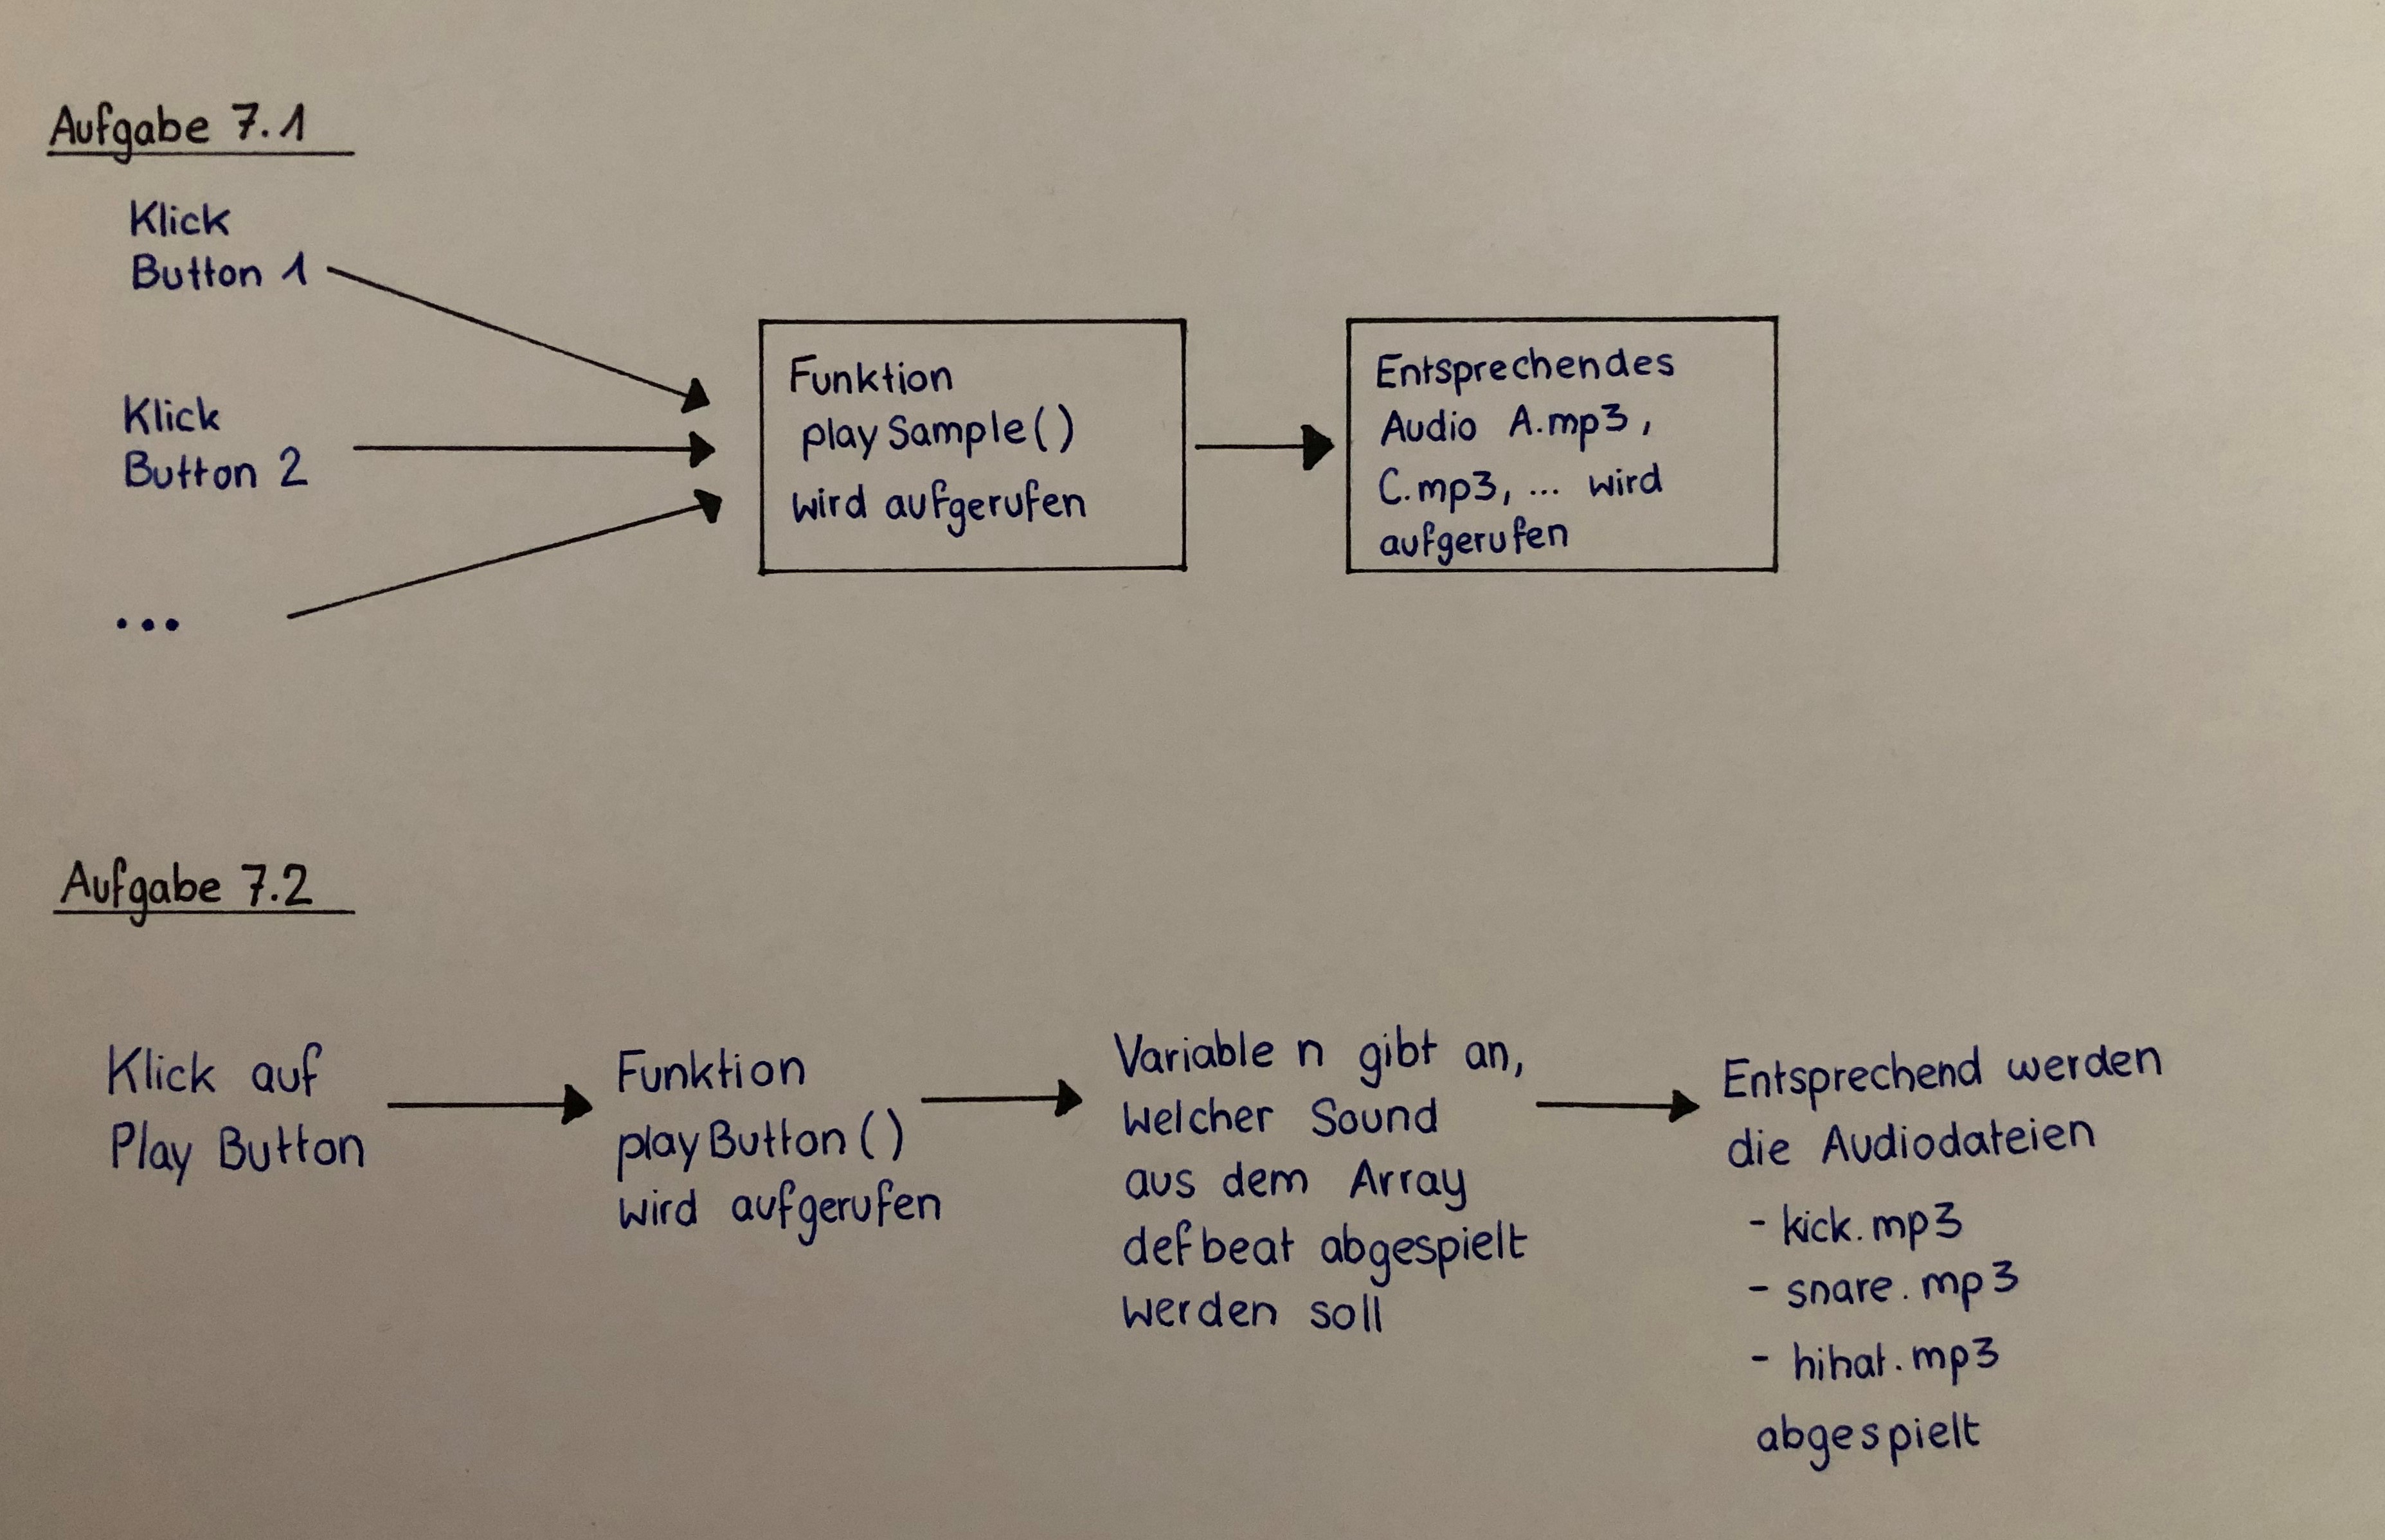 Aufgabe 7.1
Klick
Button 1
Klick
Button 2
...
Funktion
playSample()
wird aufgerufen
Entsprechendes
Audio A.mp3,
C.mp3, ... wird
aufgerufen
Aufgabe 7.2
Klick auf
Play Button
Funktion
playButton()
wird aufgerufen
Variable n gibt an,
welcher Sound
aus dem Array
defbeat abgespielt
werden soll
Entsprechend werden
die Audiodateien
- kick.mp3
- snare.mp3
- hihat.mp3
abgespielt